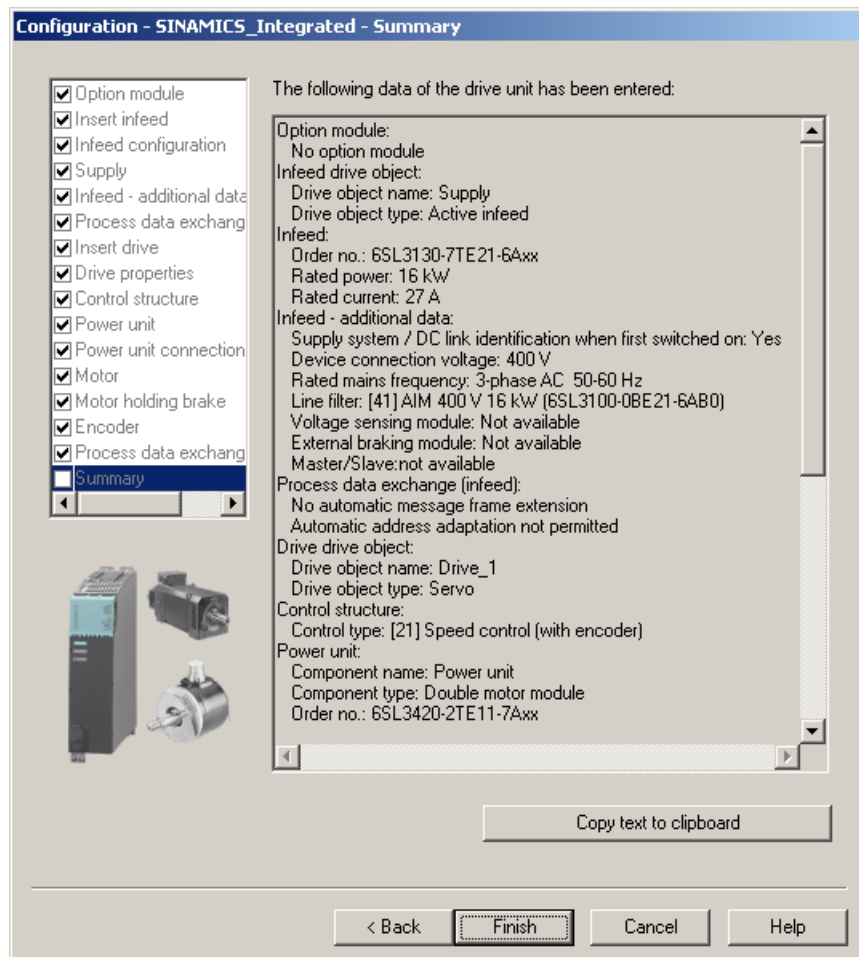 Configuration - SINAMICS_Integrated - Summary
Option module
Insert infeed
Infeed configuration
Supply
Infeed - additional data
Process data exchang
Insert drive
Drive properties
Control structure
Power unit
Power unit connection
Motor
Motor holding brake
Encoder
Process data exchang
Summary
The following data of the drive unit has been entered:
Option module:
No option module
Infeed drive object:
Drive object name: Supply
Drive object type: Active infeed
Infeed:
Order no.: 6SL3130-7TE21-6Axx
Rated power: 16 kW
Rated current: 27 A
Infeed - additional data:
Supply system / DC link identification when first switched on: Yes
Device connection voltage: 400 V
Rated mains frequency: 3-phase AC 50-60 Hz
Line filter: [41] AIM 400 V 16 kW (6SL3100-0BE21-6AB0)
Voltage sensing module: Not available
External braking module: Not available
Master/Slave:not available
Process data exchange (infeed):
No automatic message frame extension
Automatic address adaptation not permitted
Drive drive object:
Drive object name: Drive_1
Drive object type: Servo
Control structure:
Control type: [21] Speed control (with encoder)
Power unit:
Component name: Power unit
Component type: Double motor module
Order no.: 6SL3420-2TE11-7Axx
Copy text to clipboard
< Back
Finish
Cancel
Help